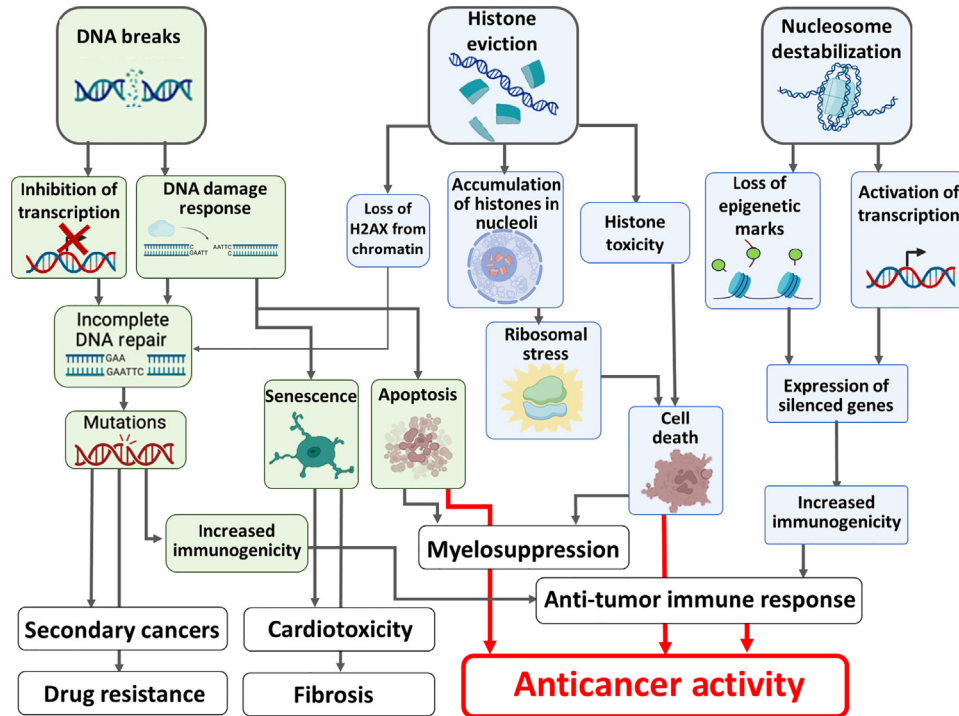 DNA breaks
Histone
eviction
Nucleosome
destabilization
Inhibition of
transcription
DNA damage
response
C
GAATT
AATTC
C
Loss of
H2AX from
chromatin
Accumulation
of histones in
nucleoli
Histone
toxicity
Loss of
epigenetic
marks
Activation of
transcription
Incomplete
DNA repair
GAA
GAATTC
Ribosomal
stress
Senescence
Apoptosis
Expression of
silenced genes
Mutations
Cell
death
Increased
immunogenicity
Increased
immunogenicity
Myelosuppression
Anti-tumor immune response
Secondary cancers
Cardiotoxicity
Drug resistance
Fibrosis
Anticancer activity